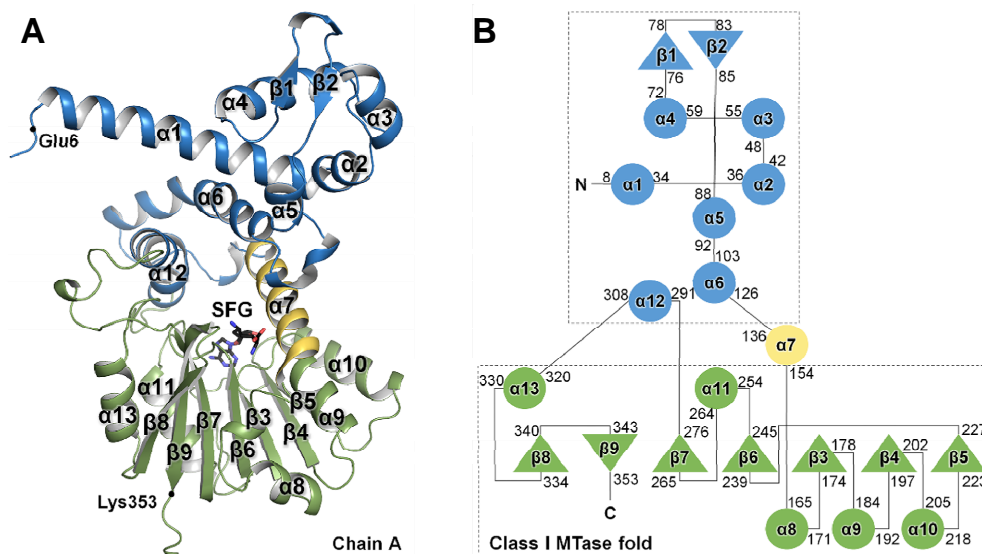 A
β1
β2
α4
α3
Glu6
α1
α2
α6
α5
α12
α7
SFG
α10
α11
α13
β8
β7
β3
β5
α9
β9
β6
β4
α8
Lys353
Chain A
B
78 83
β1 β2
76 85
72
α4 59 55 α3
48
42
N 8 α1 34 36 α2
88
α5
92
103
308 α12 291 α6 126
136 α7
154
330 α13 320
α11 254
264
340 343 276 245 178 202 227
β8 β9 β7 β6 β3 β4 β5
334 353 265 239 174 197 223
C
165 184 205
α8 α9 α10
171 192 218
Class I MTase fold